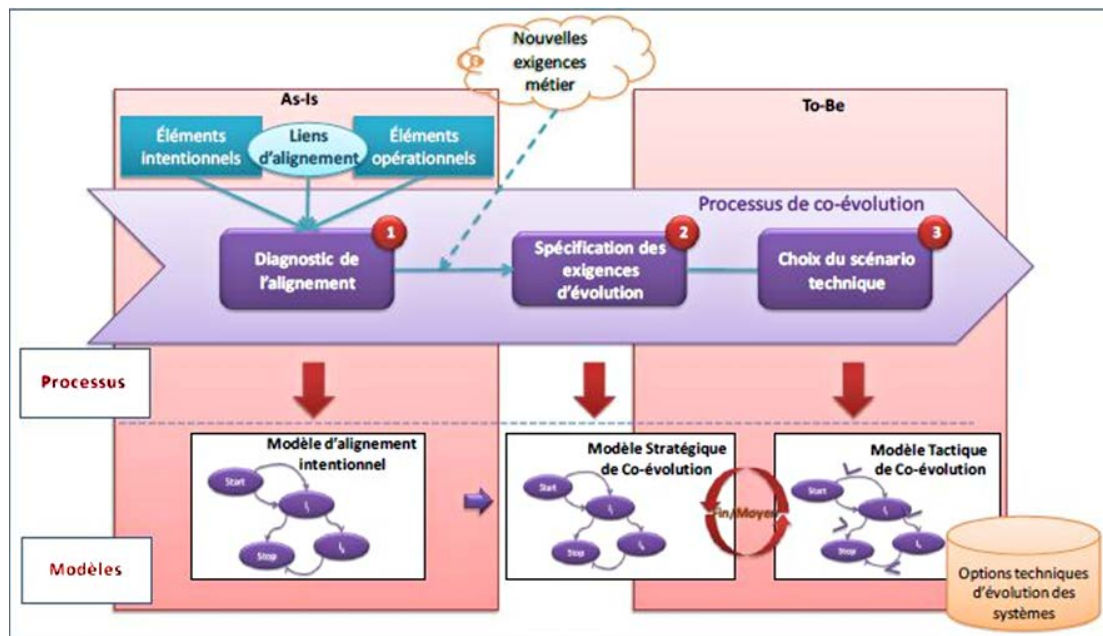 Nouvelles
exigences
métier
As-Is
To-Be
Éléments
intentionnels
Liens
d'alignement
Éléments
opérationnels
Processus de co-évolution
1
Diagnostic de
l'alignement
2
Spécification des
exigences
d'évolution
3
Choix du scénario
technique
Processus
Modèle d'alignement
intentionnel
Start
Stop
Modèle Stratégique
de Co-évolution
Start
Stop
Fin/Moyen
Modèle Tactique
de Co-évolution
Start
Stop
Modèles
Options techniques
d'évolution des
systèmes